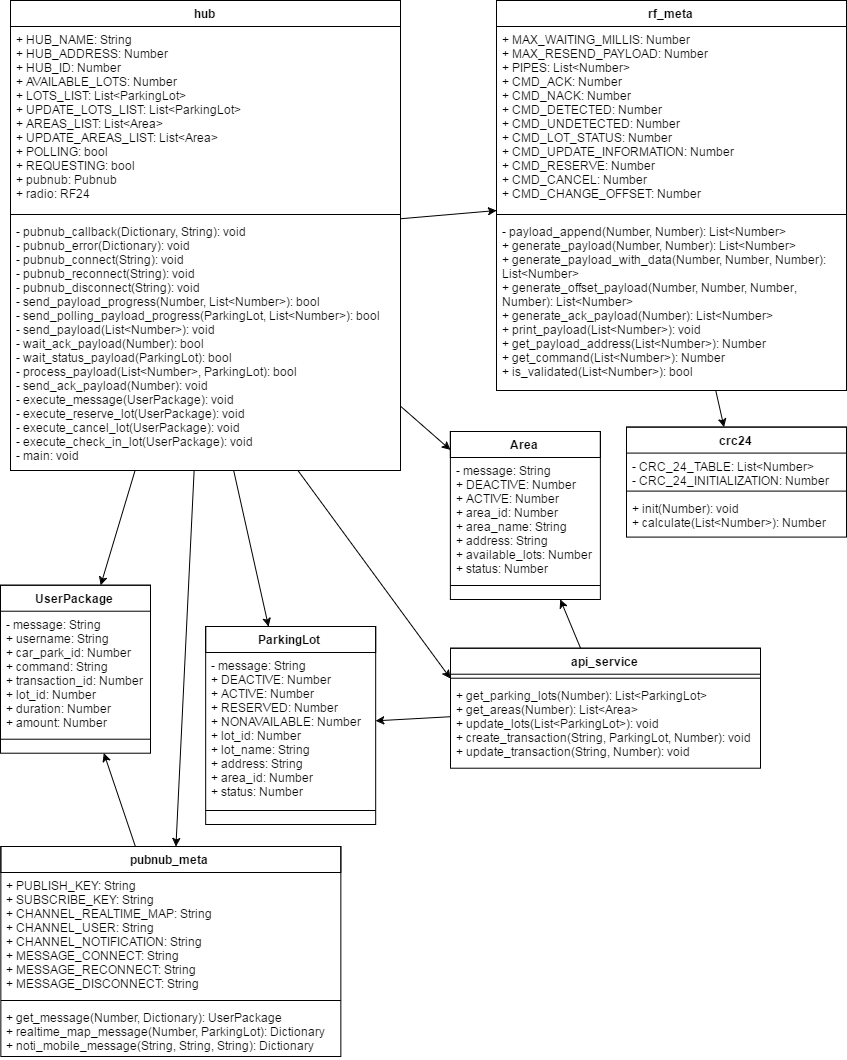 hub
+ HUB_NAME: String
+ HUB_ADDRESS: Number
+ HUB_ID: Number
+ AVAILABLE_LOTS: Number
+ LOTS_LIST: List<ParkingLot>
+ UPDATE_LOTS_LIST: List<ParkingLot>
+ AREAS_LIST: List<Area>
+ UPDATE_AREAS_LIST: List<Area>
+ POLLING: bool
+ REQUESTING: bool
+ pubnub: Pubnub
+ radio: RF24
- pubnub_callback(Dictionary, String): void
- pubnub_error(Dictionary): void
- pubnub_connect(String): void
- pubnub_reconnect(String): void
- pubnub_disconnect(String): void
- send_payload_progress(Number, List<Number>): bool
- send_polling_payload_progress(ParkingLot, List<Number>): bool
- send_payload(List<Number>): void
- wait_ack_payload(Number): bool
- wait_status_payload(ParkingLot): bool
- process_payload(List<Number>, ParkingLot): bool
- send_ack_payload(Number): void
- execute_message(UserPackage): void
- execute_reserve_lot(UserPackage): void
- execute_cancel_lot(UserPackage): void
- execute_check_in_lot(UserPackage): void
- main: void
rf_meta
+ MAX_WAITING_MILLIS: Number
+ MAX_RESEND_PAYLOAD: Number
+ PIPES: List<Number>
+ CMD_ACK: Number
+ CMD_NACK: Number
+ CMD_DETECTED: Number
+ CMD_UNDETECTED: Number
+ CMD_LOT_STATUS: Number
+ CMD_UPDATE_INFORMATION: Number
+ CMD_RESERVE: Number
+ CMD_CANCEL: Number
+ CMD_CHANGE_OFFSET: Number
- payload_append(Number, Number): List<Number>
+ generate_payload(Number, Number): List<Number>
+ generate_payload_with_data(Number, Number, Number):
List<Number>
+ generate_offset_payload(Number, Number, Number,
Number): List<Number>
+ generate_ack_payload(Number): List<Number>
+ print_payload(List<Number>): void
+ get_payload_address(List<Number>): Number
+ get_command(List<Number>): Number
+ is_validated(List<Number>): bool
Area
- message: String
+ DEACTIVE: Number
+ ACTIVE: Number
+ area_id: Number
+ area_name: String
+ address: String
+ available_lots: Number
+ status: Number
crc24
- CRC_24_TABLE: List<Number>
- CRC_24_INITIALIZATION: Number
+ init(Number): void
+ calculate(List<Number>): Number
UserPackage
- message: String
+ username: String
+ car_park_id: Number
+ command: String
+ transaction_id: Number
+ lot_id: Number
+ duration: Number
+ amount: Number
ParkingLot
- message: String
+ DEACTIVE: Number
+ ACTIVE: Number
+ RESERVED: Number
+ NONAVAILABLE: Number
+ lot_id: Number
+ lot_name: String
+ address: String
+ area_id: Number
+ status: Number
api_service
+ get_parking_lots(Number): List<ParkingLot>
+ get_areas(Number): List<Area>
+ update_lots(List<ParkingLot>): void
+ create_transaction(String, ParkingLot, Number): void
+ update_transaction(String, Number): void
pubnub_meta
+ PUBLISH_KEY: String
+ SUBSCRIBE_KEY: String
+ CHANNEL_REALTIME_MAP: String
+ CHANNEL_USER: String
+ CHANNEL_NOTIFICATION: String
+ MESSAGE_CONNECT: String
+ MESSAGE_RECONNECT: String
+ MESSAGE_DISCONNECT: String
+ get_message(Number, Dictionary): UserPackage
+ realtime_map_message(Number, ParkingLot): Dictionary
+ noti_mobile_message(String, String, String): Dictionary